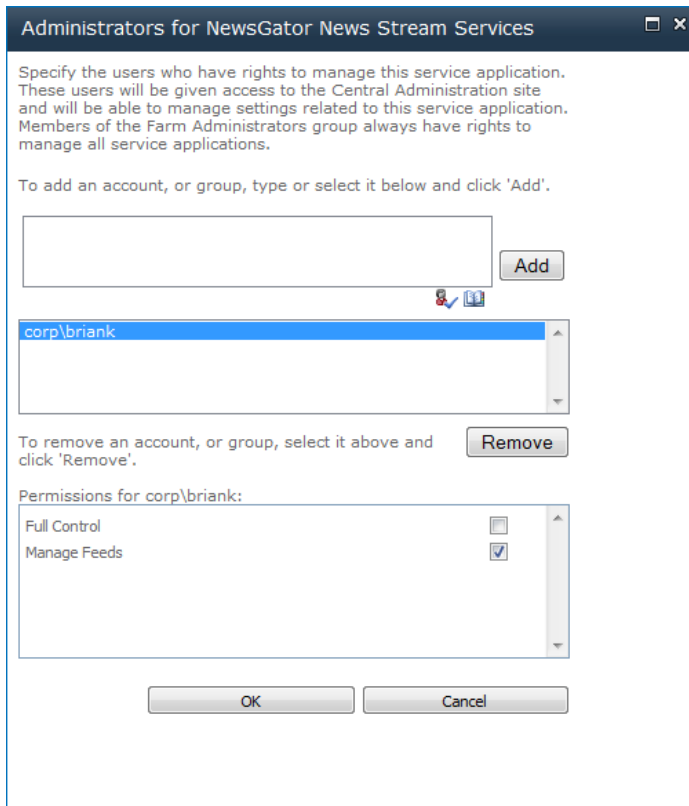 Administrators for NewsGator News Stream Services
Specify the users who have rights to manage this service application.
These users will be given access to the Central Administration site
and will be able to manage settings related to this service application.
Members of the Farm Administrators group always have rights to
manage all service applications.
To add an account, or group, type or select it below and click 'Add'.
Add
corp\briank
To remove an account, or group, select it above and
click 'Remove'.
Remove
Permissions for corp\briank:
Full Control
Manage Feeds
OK
Cancel